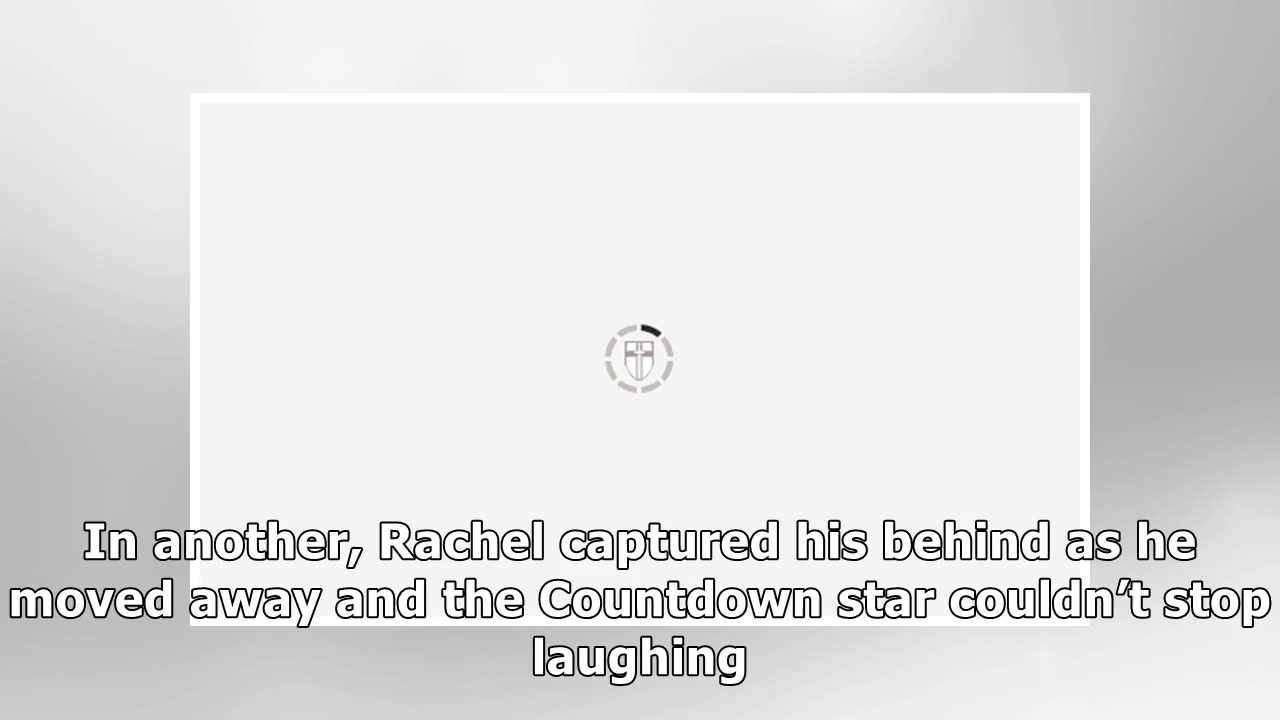 In another, Rachel captured his behind as he
moved away and the Countdown star couldn’t stop
laughing